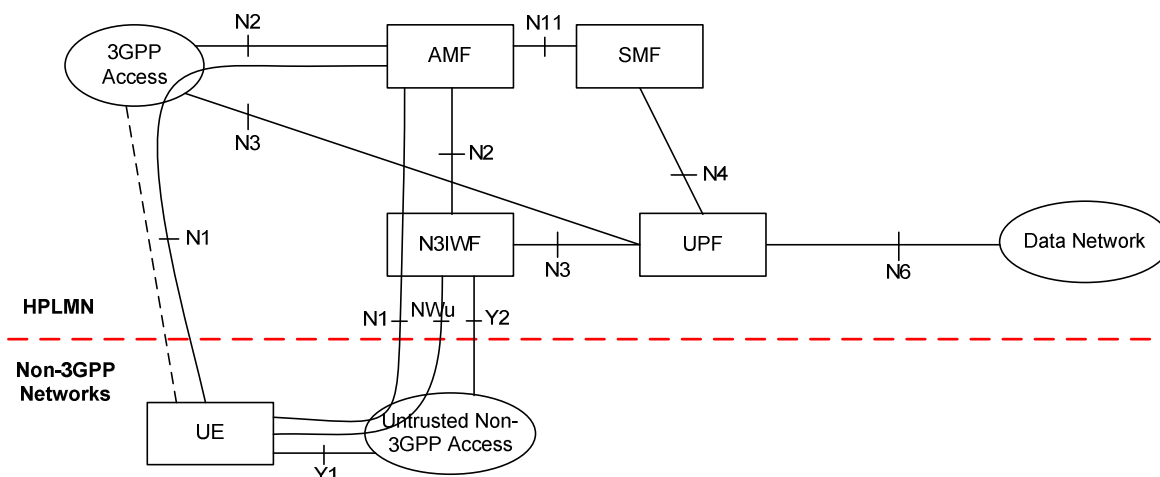 N2
N11
3GPP
Access
AMF
SMF
N3
N2
N4
N1
N3IWF
UPF
Data Network
N3
N6
HPLMN
N1
NWu
Y2
Non-3GPP
Networks
UE
Untrusted Non-
3GPP Access
Y1